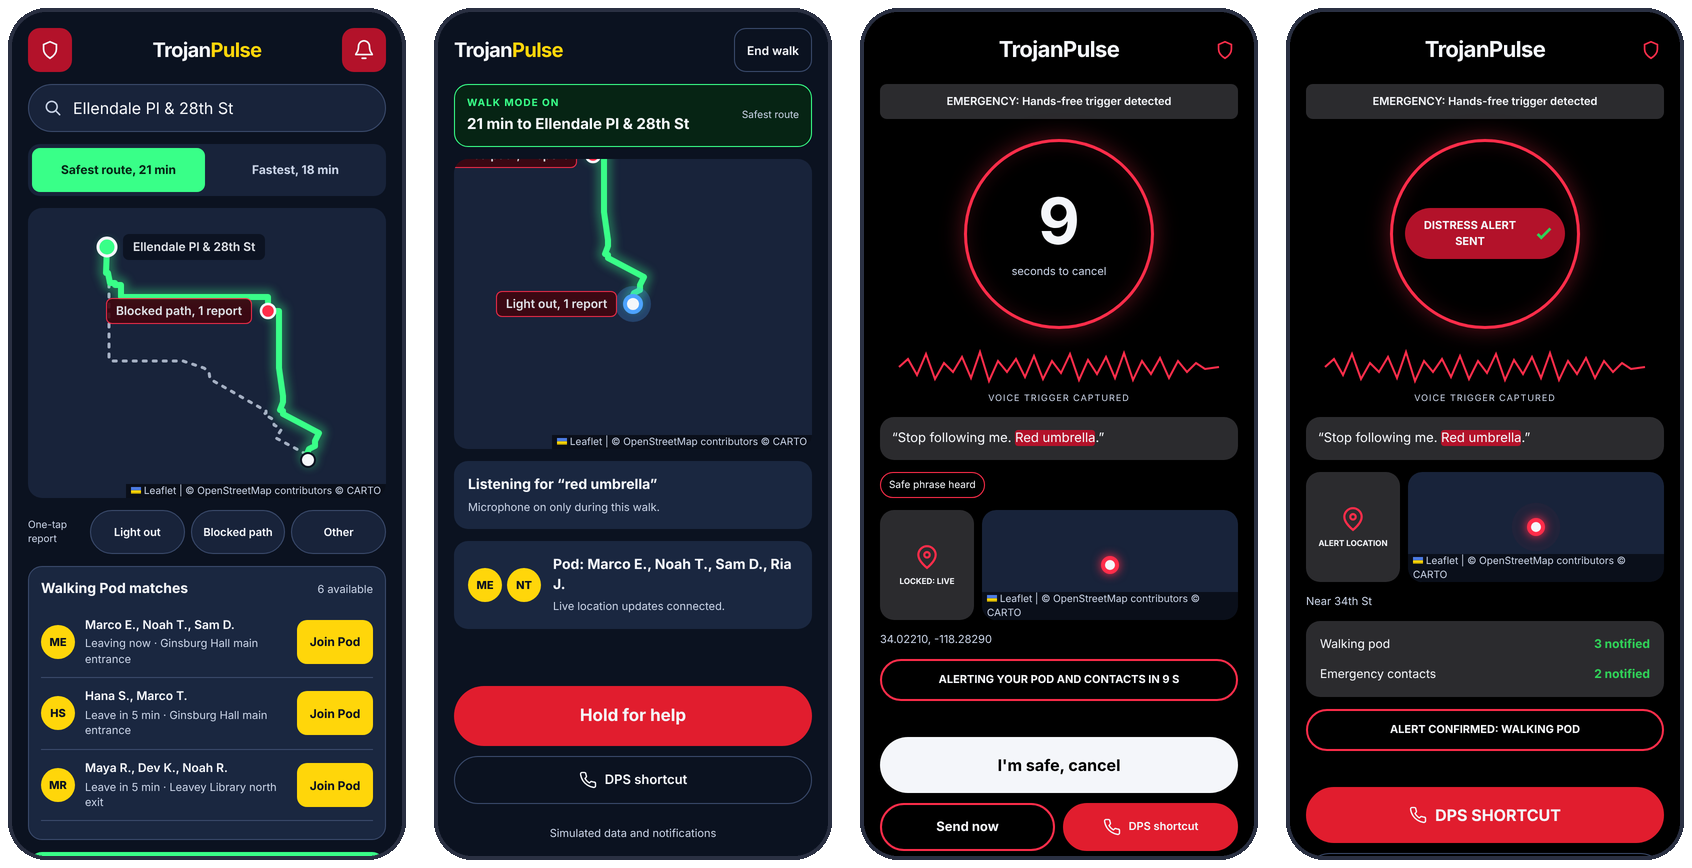 TrojanPulse
Ellendale Pl & 28th St
Safest route, 21 min
Fastest, 18 min
Ellendale Pl & 28th St
Blocked path, 1 report
Leaflet | © OpenStreetMap contributors © CARTO
One-tap
report
Light out
Blocked path
Other
Walking Pod matches
6 available
ME
Marco E., Noah T., Sam D.
Leaving now · Ginsburg Hall main
entrance
Join Pod
HS
Hana S., Marco T.
Leave in 5 min · Ginsburg Hall main
entrance
Join Pod
MR
Maya R., Dev K., Noah R.
Leave in 5 min · Leavey Library north
exit
Join Pod
TrojanPulse
End walk
WALK MODE ON
21 min to Ellendale Pl & 28th St
Safest route
Light out, 1 report
Leaflet | © OpenStreetMap contributors © CARTO
Listening for “red umbrella”
Microphone on only during this walk.
ME
NT
Pod: Marco E., Noah T., Sam D., Ria
J.
Live location updates connected.
Hold for help
DPS shortcut
Simulated data and notifications
TrojanPulse
EMERGENCY: Hands-free trigger detected
9
seconds to cancel
VOICE TRIGGER CAPTURED
“Stop following me. Red umbrella.”
Safe phrase heard
LOCKED: LIVE
Leaflet | © OpenStreetMap contributors ©
CARTO
34.02210, -118.28290
ALERTING YOUR POD AND CONTACTS IN 9 S
I'm safe, cancel
Send now
DPS shortcut
TrojanPulse
EMERGENCY: Hands-free trigger detected
DISTRESS ALERT
SENT
VOICE TRIGGER CAPTURED
“Stop following me. Red umbrella.”
ALERT LOCATION
Leaflet | © OpenStreetMap contributors ©
CARTO
Near 34th St
Walking pod
3 notified
Emergency contacts
2 notified
ALERT CONFIRMED: WALKING POD
DPS SHORTCUT